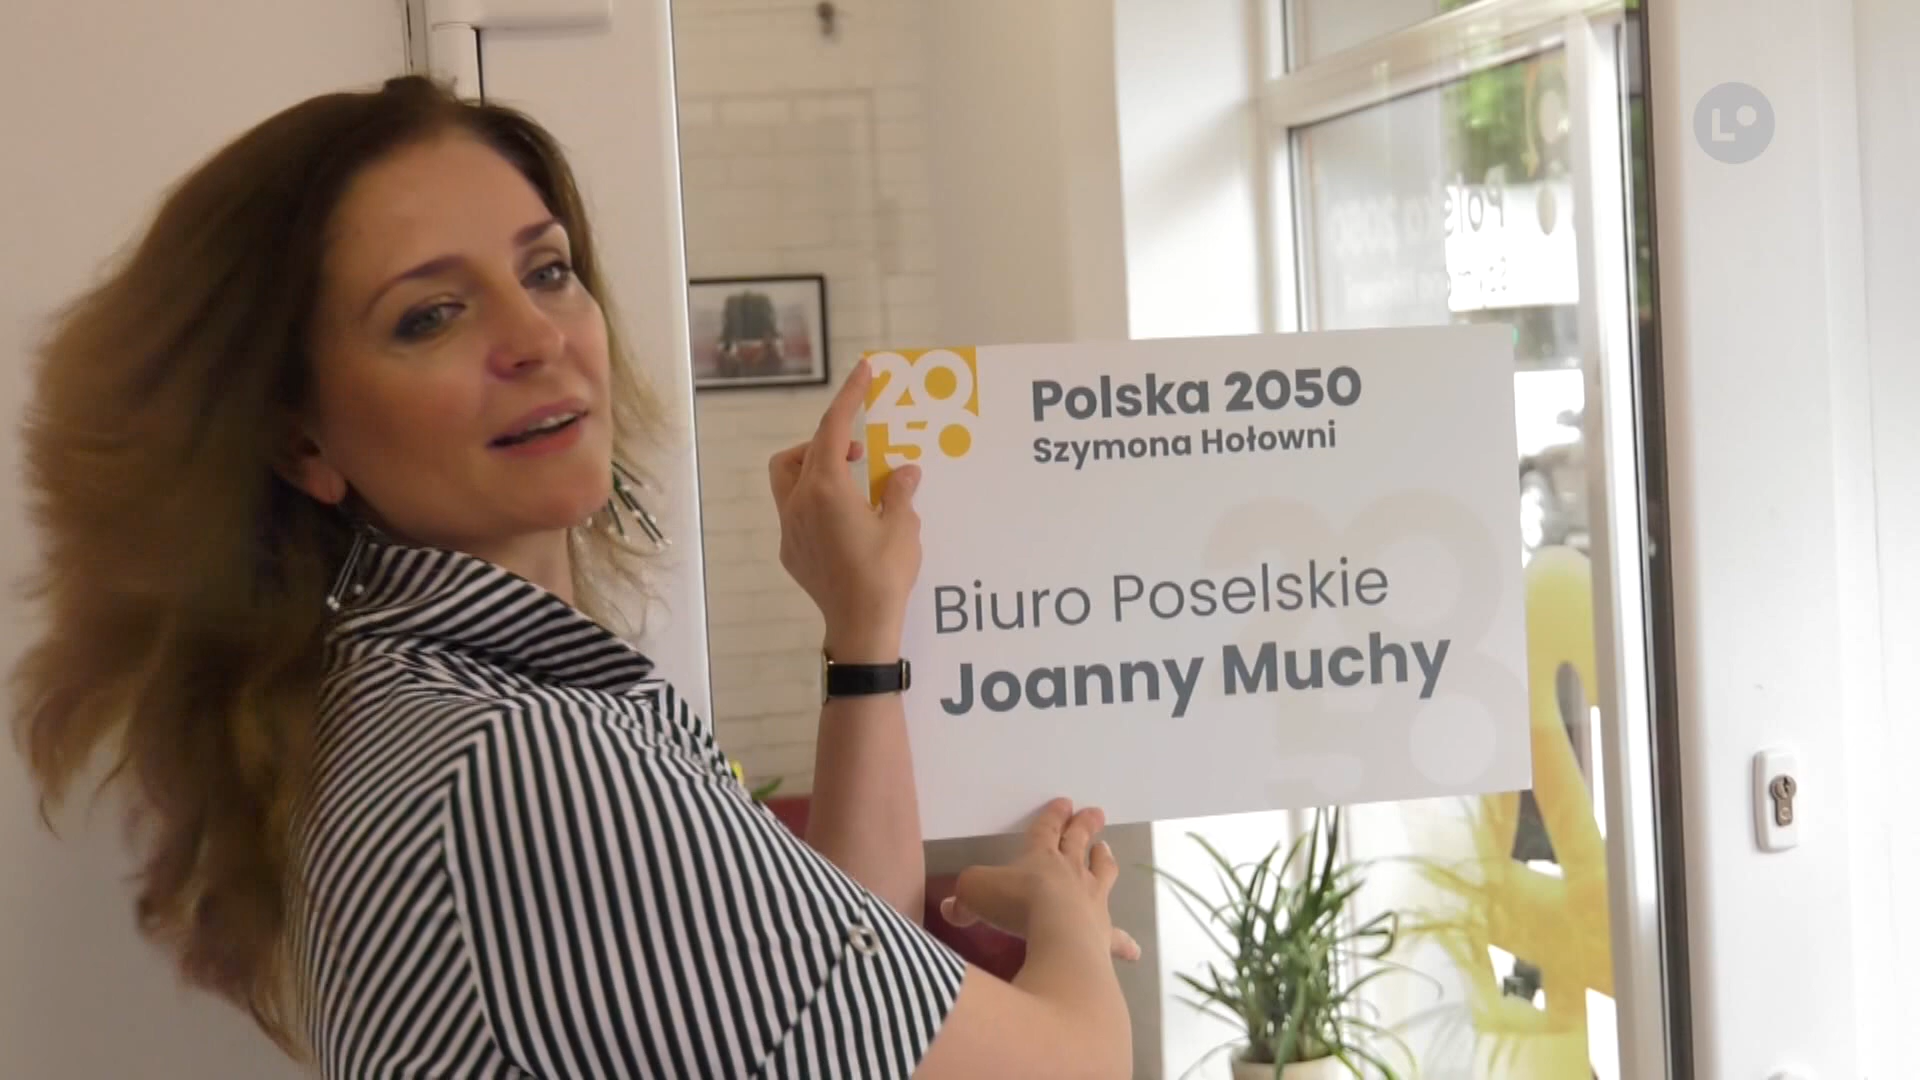 20
50
Polska 2050
Szymona Hołowni
Biuro Poselskie
Joanny Muchy